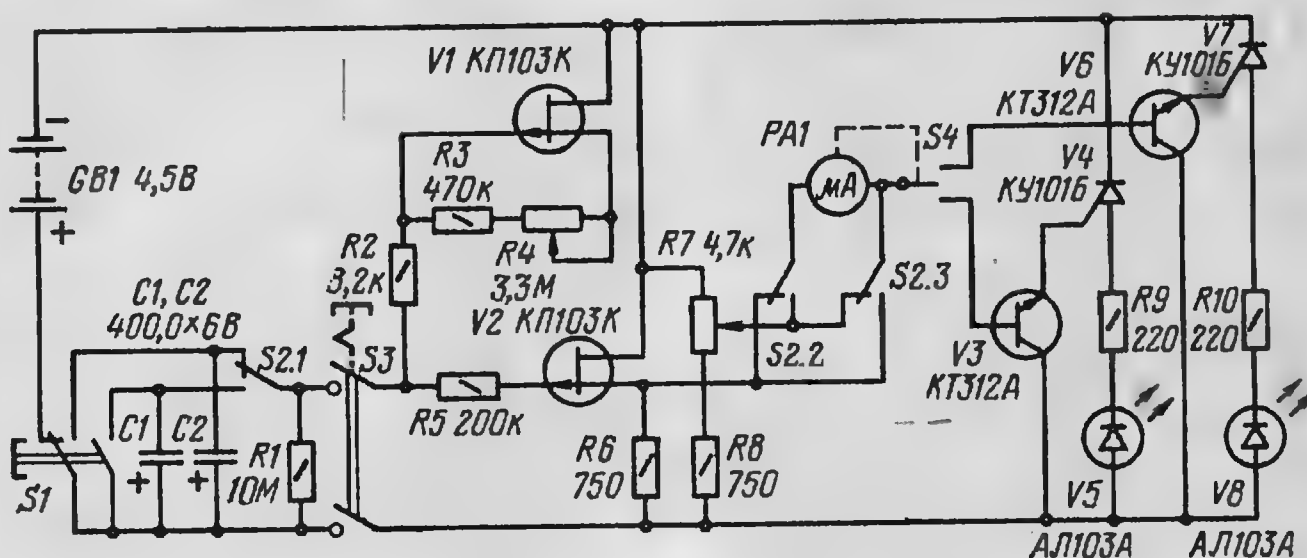 V1 КП103К
V7
КУ101Б
V6
КТ312А
PA1
μА
S4
V4
КУ101Б
GB1 4,5В
−
+
R3
470к
R2
8,2к
R4
3,3М
R7 4,7к
S2.3
С1, С2
400,0×6В
V2 КП103К
R9
220
R10
220
S2.1
S3
S2.2
V3
КТ312А
С1
С2
+
+
R1
10М
R5 200к
R6
750
R8
750
S1
V5
АЛ103А
V8
АЛ103А